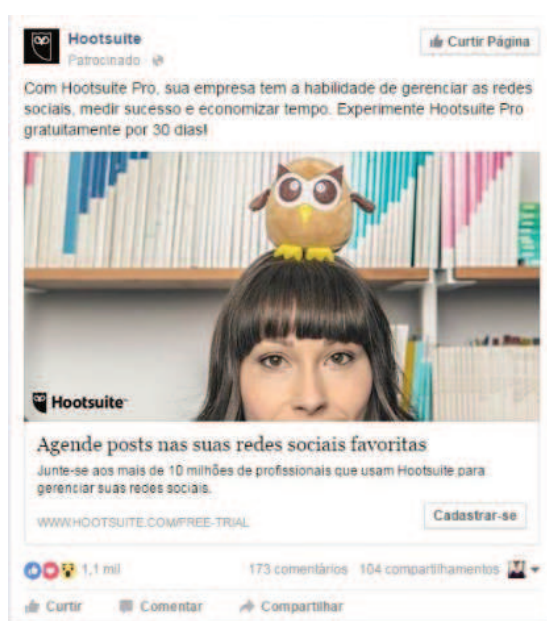 Hootsuite
Patrocinado
Curtir Página
Com Hootsuite Pro, sua empresa tem a habilidade de gerenciar as redes
sociais, medir sucesso e economizar tempo. Experimente Hootsuite Pro
gratuitamente por 30 dias!
Hootsuite
Agende posts nas suas redes sociais favoritas
Junte-se aos mais de 10 milhões de profissionais que usam Hootsuite para
gerenciar suas redes sociais.
WWW.HOOTSUITE.COM/FREE-TRIAL
Cadastrar-se
1,1 mil
173 comentários 104 compartilhamentos
Curtir Comentar Compartilhar